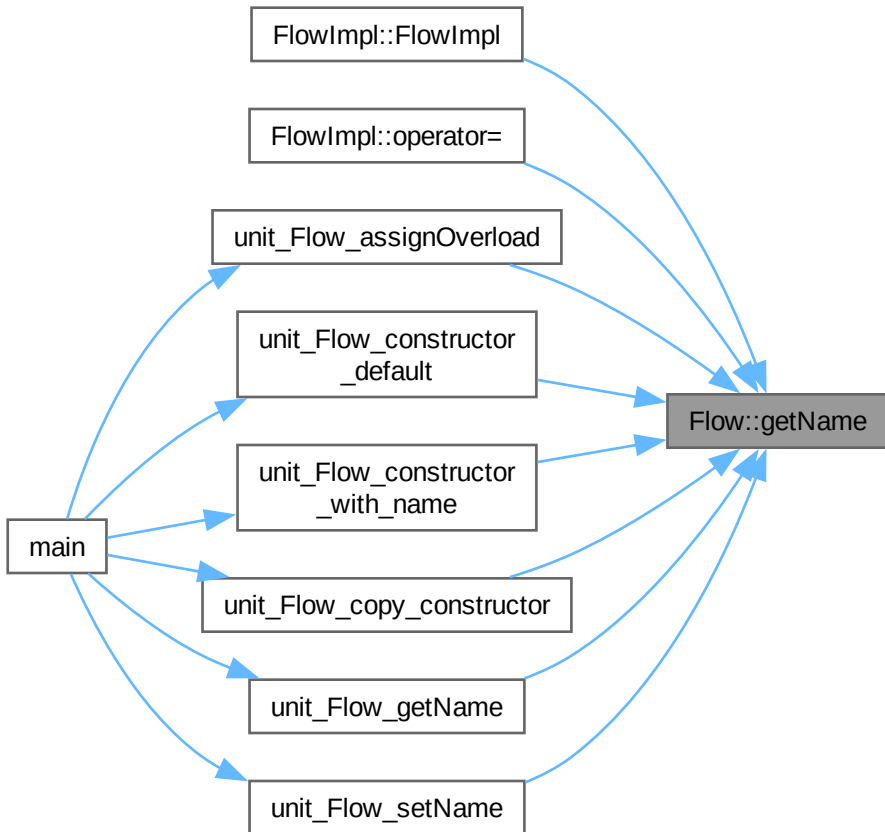 FlowImpl::FlowImpl
FlowImpl::operator=
unit_Flow_assignOverload
unit_Flow_constructor
_default
Flow::getName
unit_Flow_constructor
_with_name
main
unit_Flow_copy_constructor
unit_Flow_getName
unit_Flow_setName